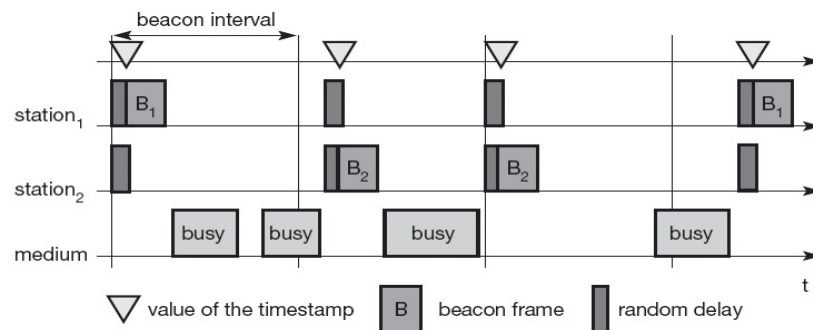 beacon interval
station1
B1
B1
station2
B2
B2
medium
busy
busy
busy
busy
t
value of the timestamp
B
beacon frame
random delay